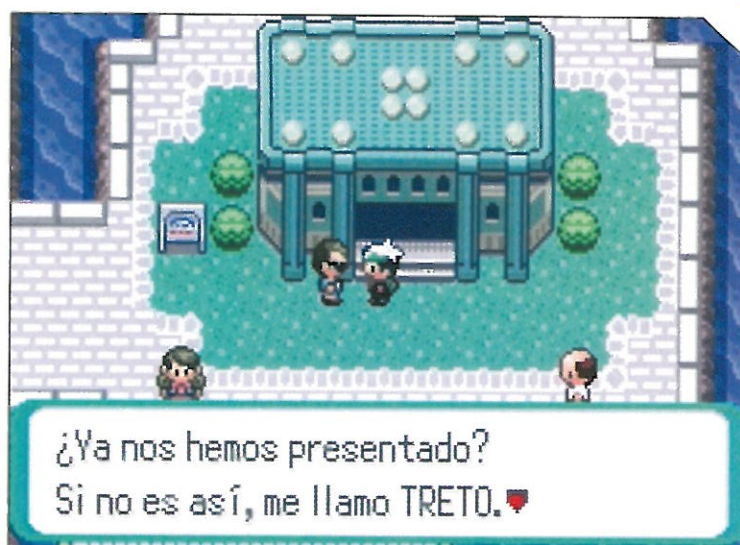 ¿Ya nos hemos presentado?
Si no es así, me llamo TRETO.